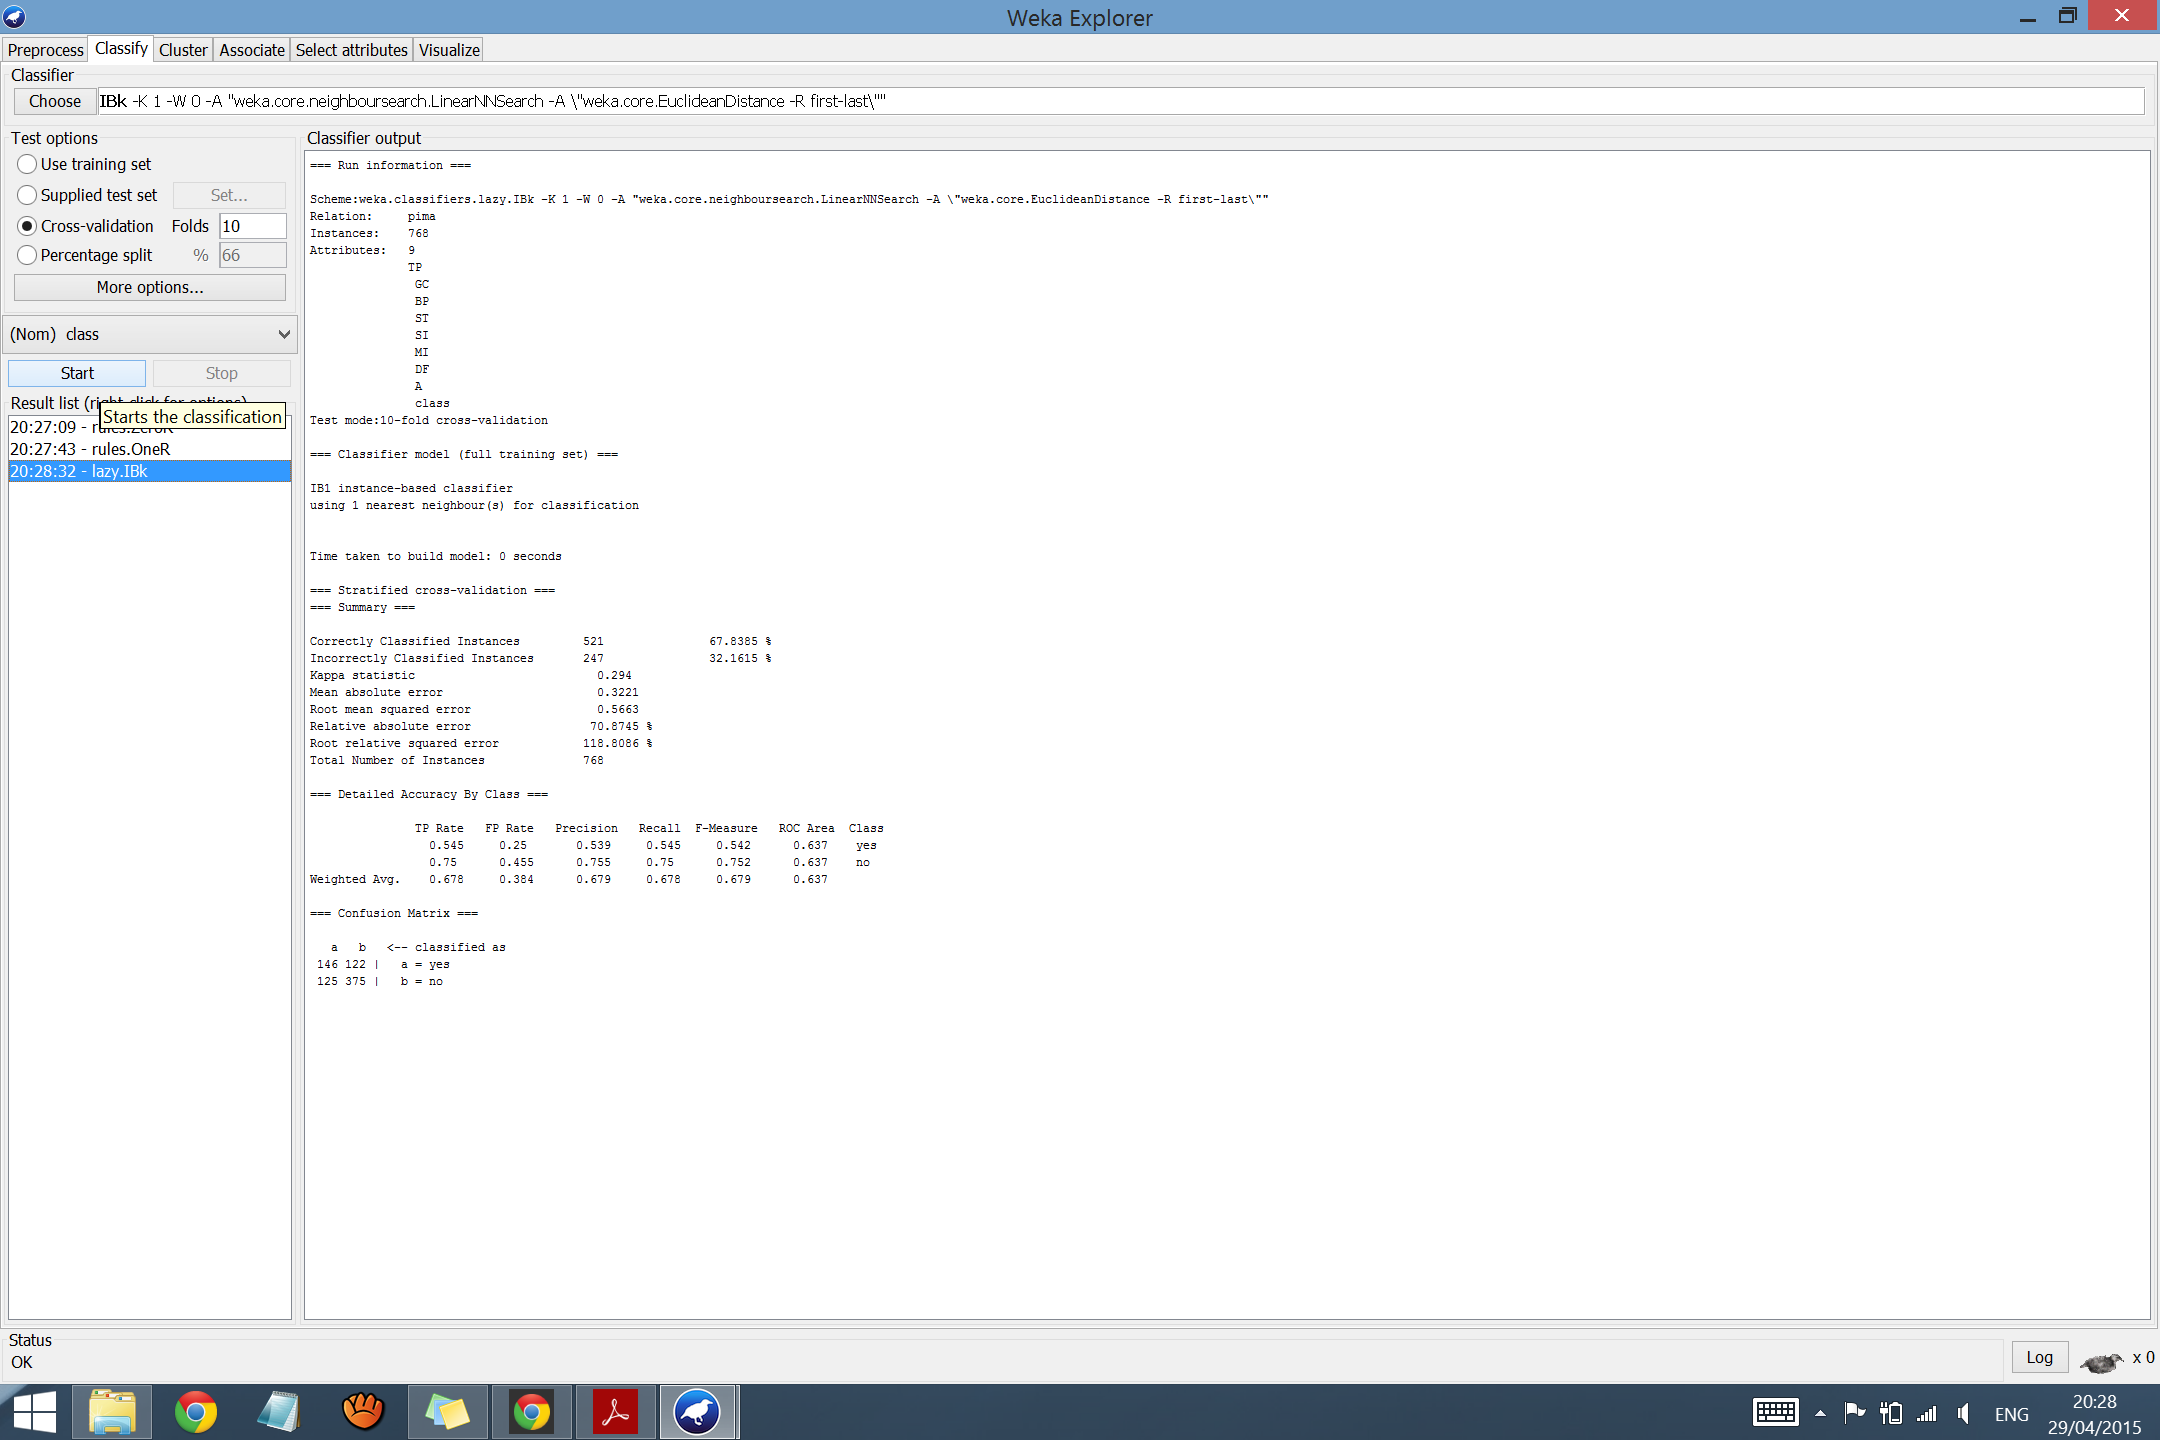 Weka Explorer
Preprocess Classify Cluster Associate Select attributes Visualize
Classifier
Choose IBk -K 1 -W 0 -A "weka.core.neighboursearch.LinearNNSearch -A \"weka.core.EuclideanDistance -R first-last\""
Test options
Use training set
Supplied test set Set...
Cross-validation Folds 10
Percentage split % 66
More options...
(Nom) class
Start Stop
Result list (right-click for options)
Starts the classification
20:27:09 - rules.ZeroR
20:27:43 - rules.OneR
20:28:32 - lazy.IBk
Classifier output
=== Run information ===
Scheme:weka.classifiers.lazy.IBk -K 1 -W 0 -A "weka.core.neighboursearch.LinearNNSearch -A \"weka.core.EuclideanDistance -R first-last\""
Relation: pima
Instances: 768
Attributes: 9
TP
GC
BP
ST
SI
MI
DF
A
class
Test mode:10-fold cross-validation
=== Classifier model (full training set) ===
IB1 instance-based classifier
using 1 nearest neighbour(s) for classification
Time taken to build model: 0 seconds
=== Stratified cross-validation ===
=== Summary ===
Correctly Classified Instances 521 67.8385 %
Incorrectly Classified Instances 247 32.1615 %
Kappa statistic 0.294
Mean absolute error 0.3221
Root mean squared error 0.5663
Relative absolute error 70.8745 %
Root relative squared error 118.8086 %
Total Number of Instances 768
=== Detailed Accuracy By Class ===
TP Rate FP Rate Precision Recall F-Measure ROC Area Class
0.545 0.25 0.539 0.545 0.542 0.637 yes
0.75 0.455 0.755 0.75 0.752 0.637 no
Weighted Avg. 0.678 0.384 0.679 0.678 0.679 0.637
=== Confusion Matrix ===
a b <-- classified as
146 122 | a = yes
125 375 | b = no
Status
OK
Log x 0
ENG
20:28
29/04/2015